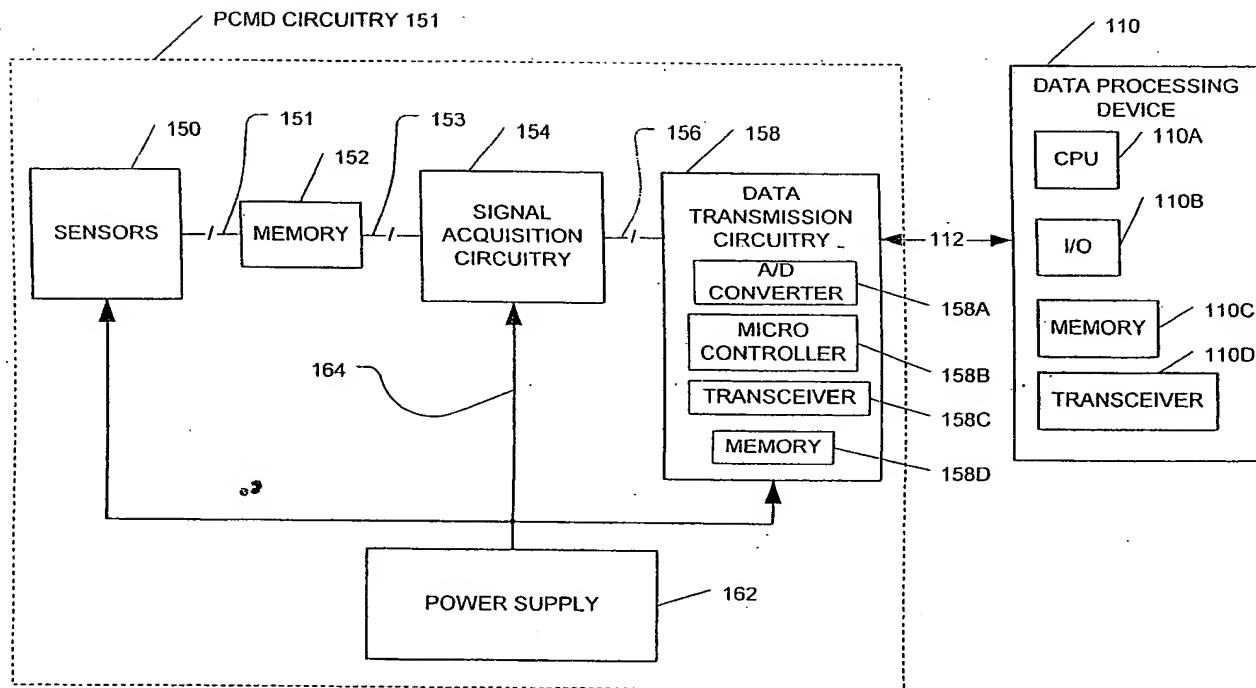 PCMD CIRCUITRY 151
110
DATA PROCESSING
DEVICE
CPU
110A
I/O
110B
MEMORY
110C
110D
TRANSCEIVER
150
151
152
153
154
156
158
SENSORS
MEMORY
SIGNAL
ACQUISITION
CIRCUITRY
DATA
TRANSMISSION
CIRCUITRY
112
A/D
CONVERTER
158A
MICRO
CONTROLLER
158B
TRANSCEIVER
158C
MEMORY
158D
164
POWER SUPPLY
162